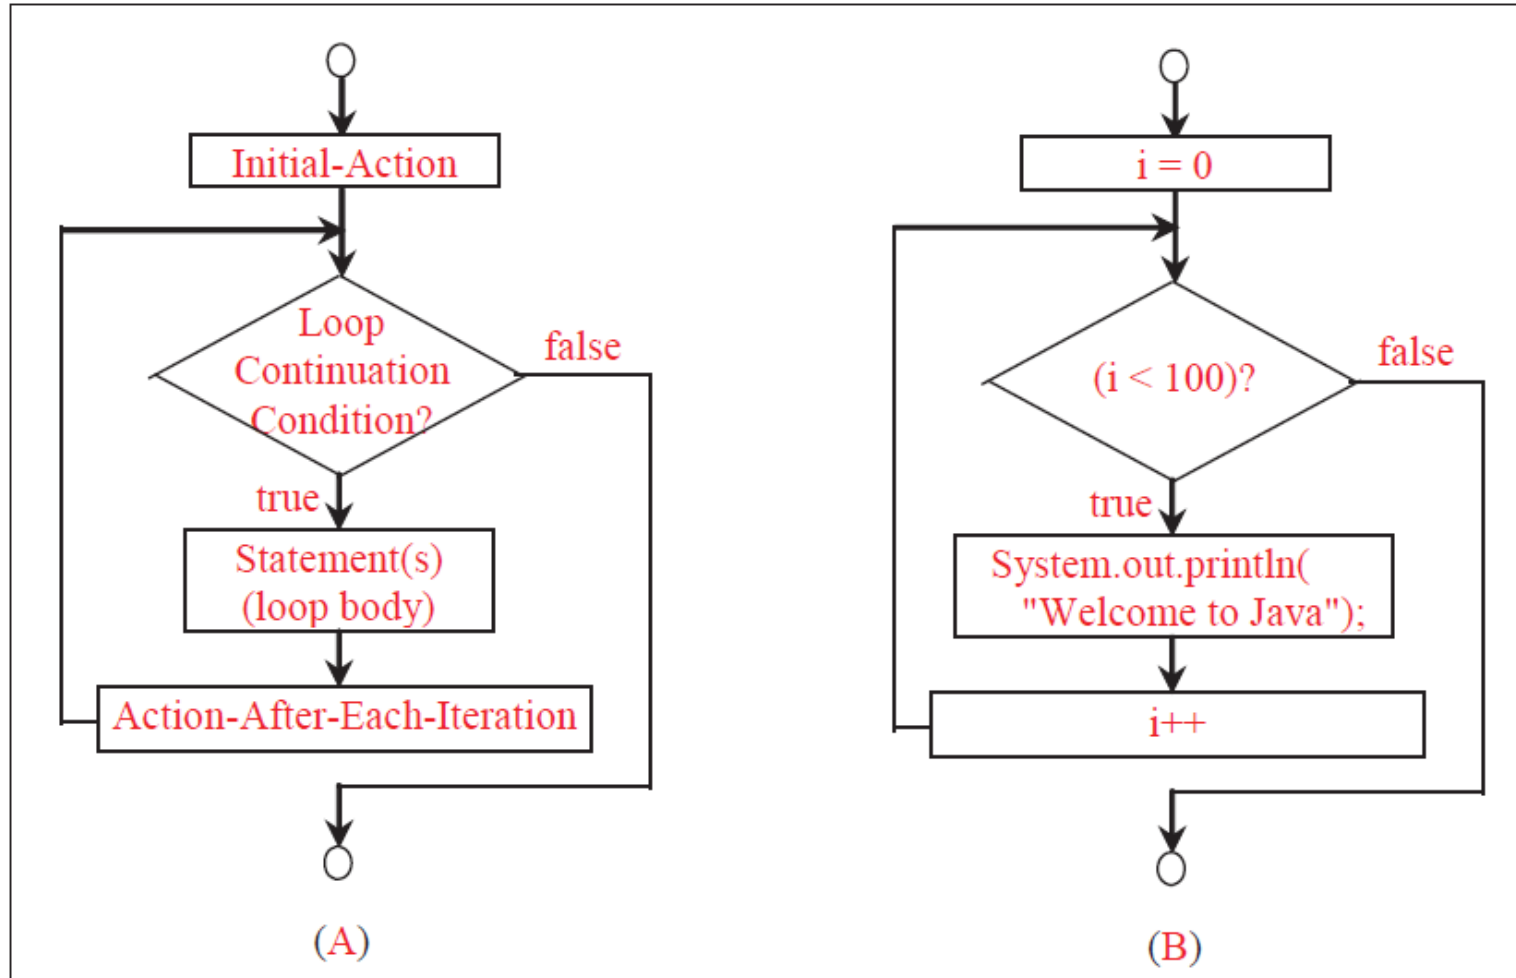 Initial-Action
Loop
Continuation
Condition?
false
true
Statement(s)
(loop body)
Action-After-Each-Iteration
(A)
i = 0
(i < 100)?
false
true
System.out.println(
"Welcome to Java");
i++
(B)